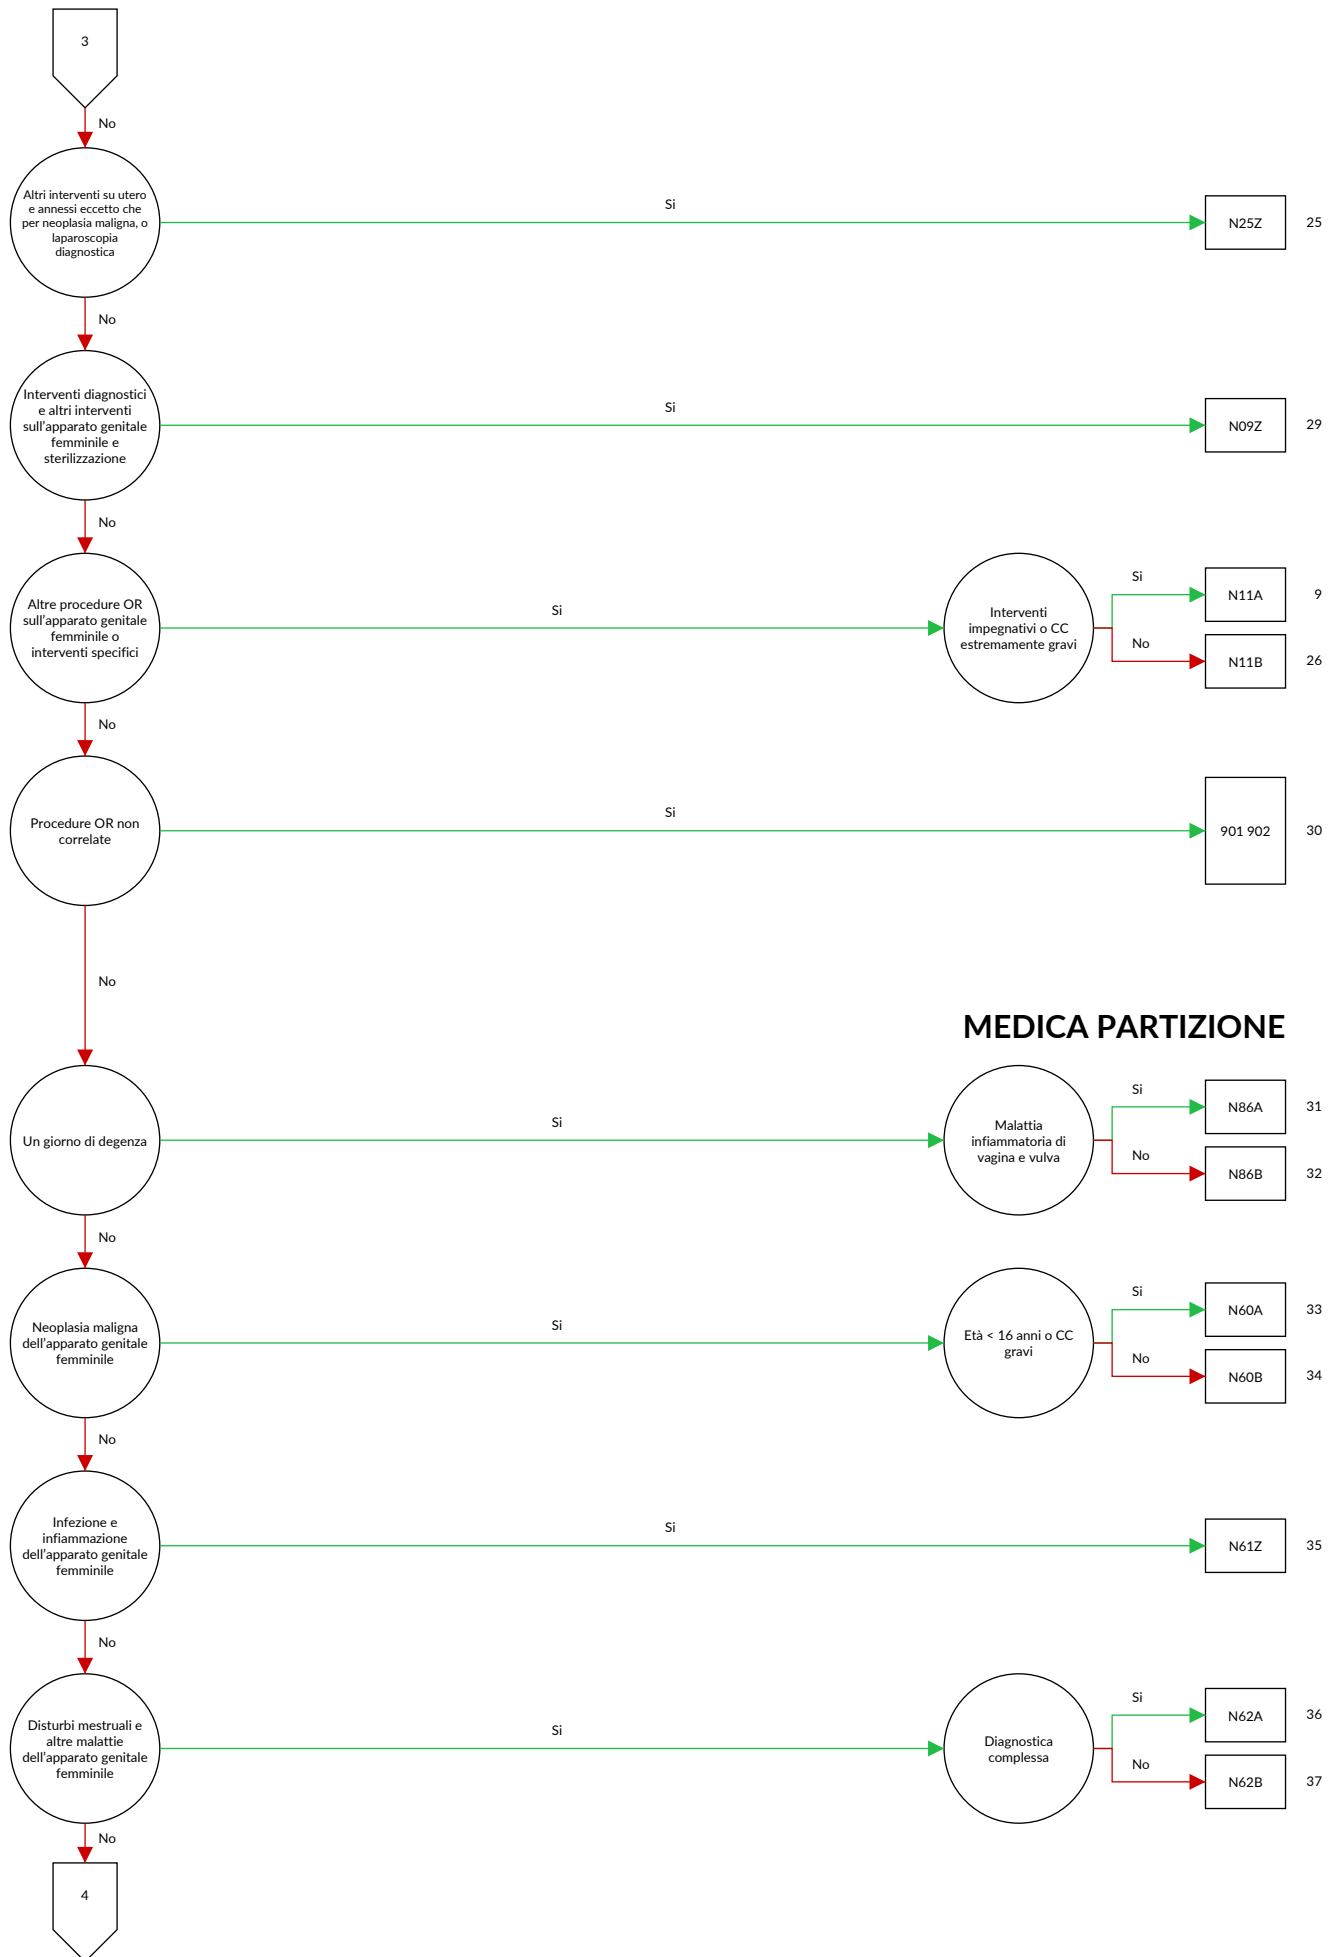 3
No
Altri interventi su utero
e annessi eccetto che
per neoplasia maligna, o
laparoscopia
diagnostica
Si
N25Z
25
No
Interventi diagnostici
e altri interventi
sull'apparato genitale
femminile e
sterilizzazione
Si
N09Z
29
No
Altre procedure OR
sull'apparato genitale
femminile o
interventi specifici
Si
Interventi
impegnativi o CC
estremamente gravi
Si
N11A
9
No
N11B
26
No
Procedure OR non
correlate
Si
901 902
30
No
MEDICA PARTIZIONE
Un giorno di degenza
Si
Malattia
infiammatoria di
vagina e vulva
Si
N86A
31
No
N86B
32
No
Neoplasia maligna
dell'apparato genitale
femminile
Si
Età < 16 anni o CC
gravi
Si
N60A
33
No
N60B
34
No
Infezione e
infiammazione
dell'apparato genitale
femminile
Si
N61Z
35
No
Disturbi mestruali e
altre malattie
dell'apparato genitale
femminile
Si
Diagnostica
complessa
Si
N62A
36
No
N62B
37
No
4